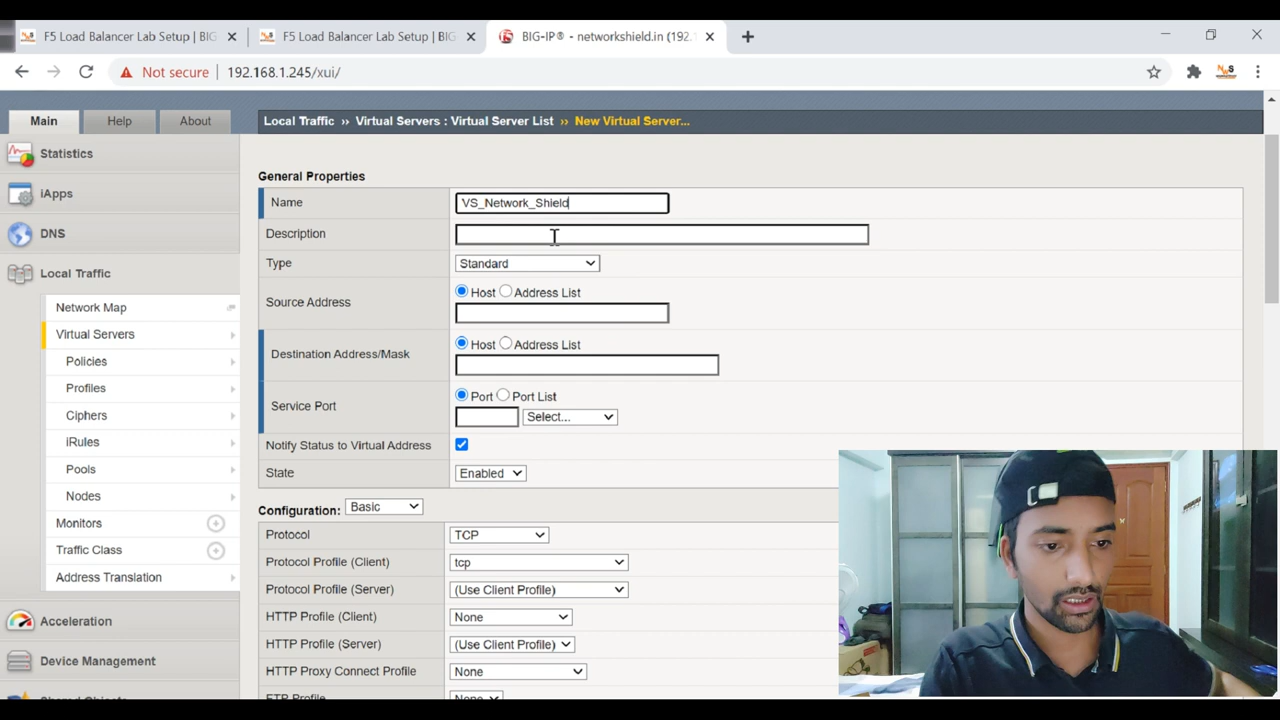 F5 Load Balancer Lab Setup | BIG
F5 Load Balancer Lab Setup | BIG
BIG-IP® - networkshield.in (192.
Not secure
192.168.1.245/xui/
Main
Help
About
Local Traffic ›› Virtual Servers : Virtual Server List ›› New Virtual Server...
Statistics
iApps
DNS
Local Traffic
Network Map
Virtual Servers
Policies
Profiles
Ciphers
iRules
Pools
Nodes
Monitors
Traffic Class
Address Translation
Acceleration
Device Management
General Properties
Name
VS_Network_Shield
Description
Type
Standard
Source Address
Host
Address List
Destination Address/Mask
Host
Address List
Service Port
Port
Port List
Select...
Notify Status to Virtual Address
State
Enabled
Configuration:
Basic
Protocol
TCP
Protocol Profile (Client)
tcp
Protocol Profile (Server)
(Use Client Profile)
HTTP Profile (Client)
None
HTTP Profile (Server)
(Use Client Profile)
HTTP Proxy Connect Profile
None